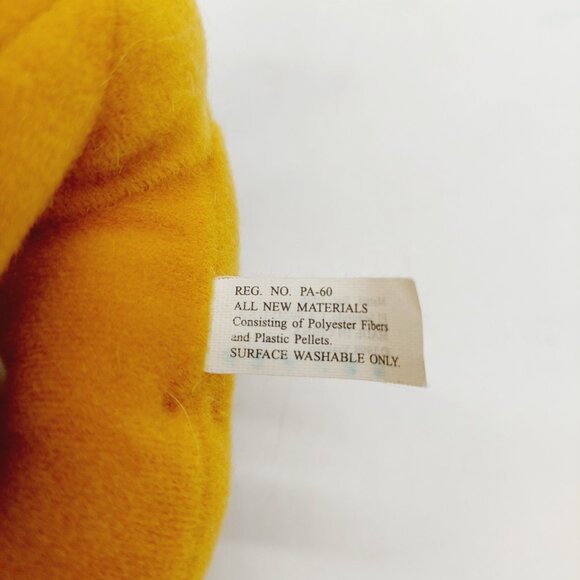 REG. NO. PA-60
ALL NEW MATERIALS
Consisting of Polyester Fibers
and Plastic Pellets.
SURFACE WASHABLE ONLY.